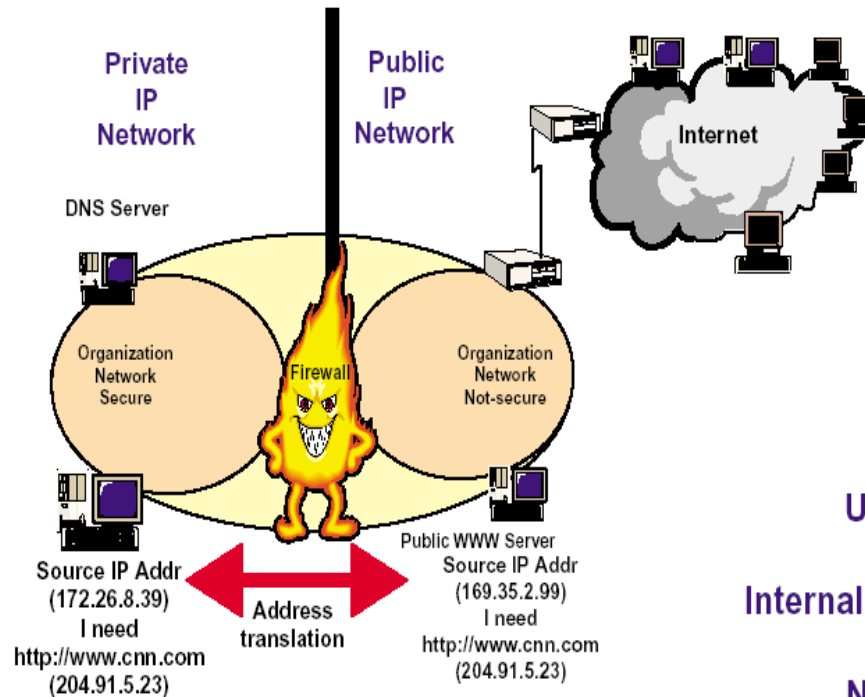 Private
IP
Network
Public
IP
Network
Internet
DNS Server
Organization
Network
Secure
Firewall
Organization
Network
Not-secure
Source IP Addr
(172.26.8.39)
I need
http://www.cnn.com
(204.91.5.23)
Address
translation
Public WWW Server
Source IP Addr
(169.35.2.99)
I need
http://www.cnn.com
(204.91.5.23)
U
Internal
N